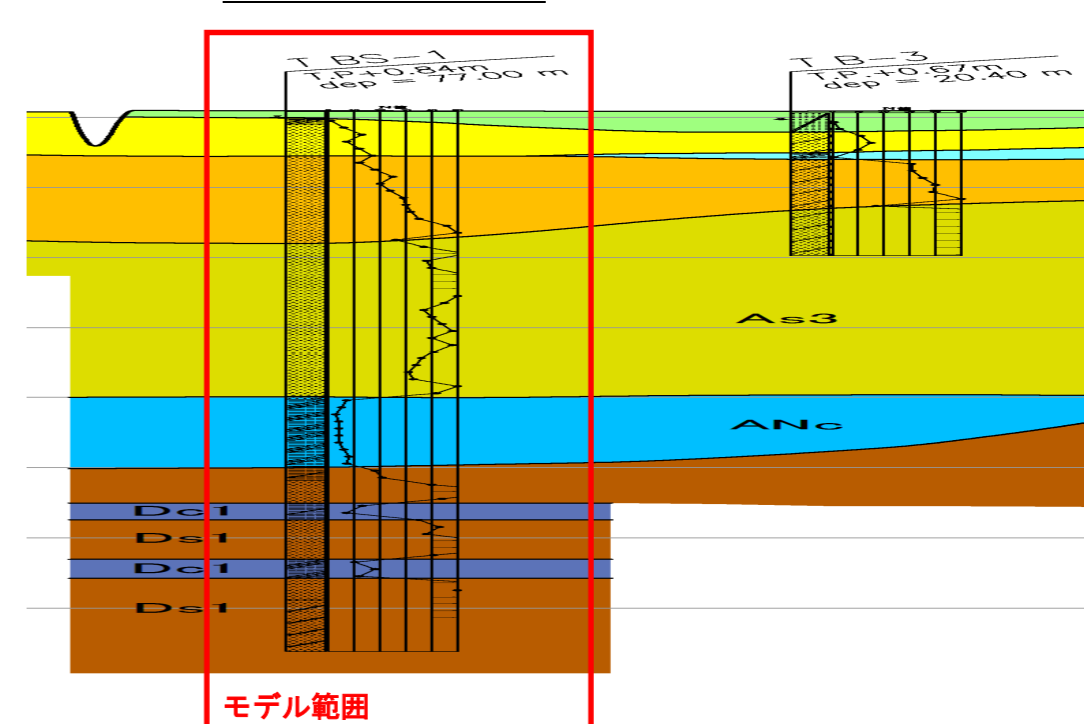 T BS-1
T.P.+0.84m
dep = 77.00 m
T B-3
T.P.+0.67m
dep = 20.40 m
As3
ANc
Dc1
Ds1
Dc1
Ds1
モデル範囲